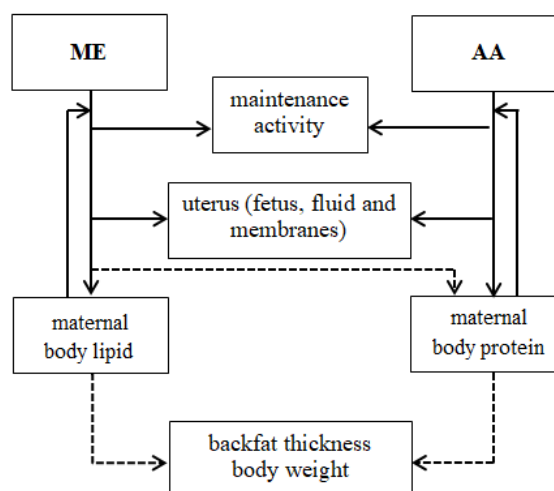 ME
AA
maintenance
activity
uterus (fetus, fluid and
membranes)
maternal
body lipid
maternal
body protein
backfat thickness
body weight